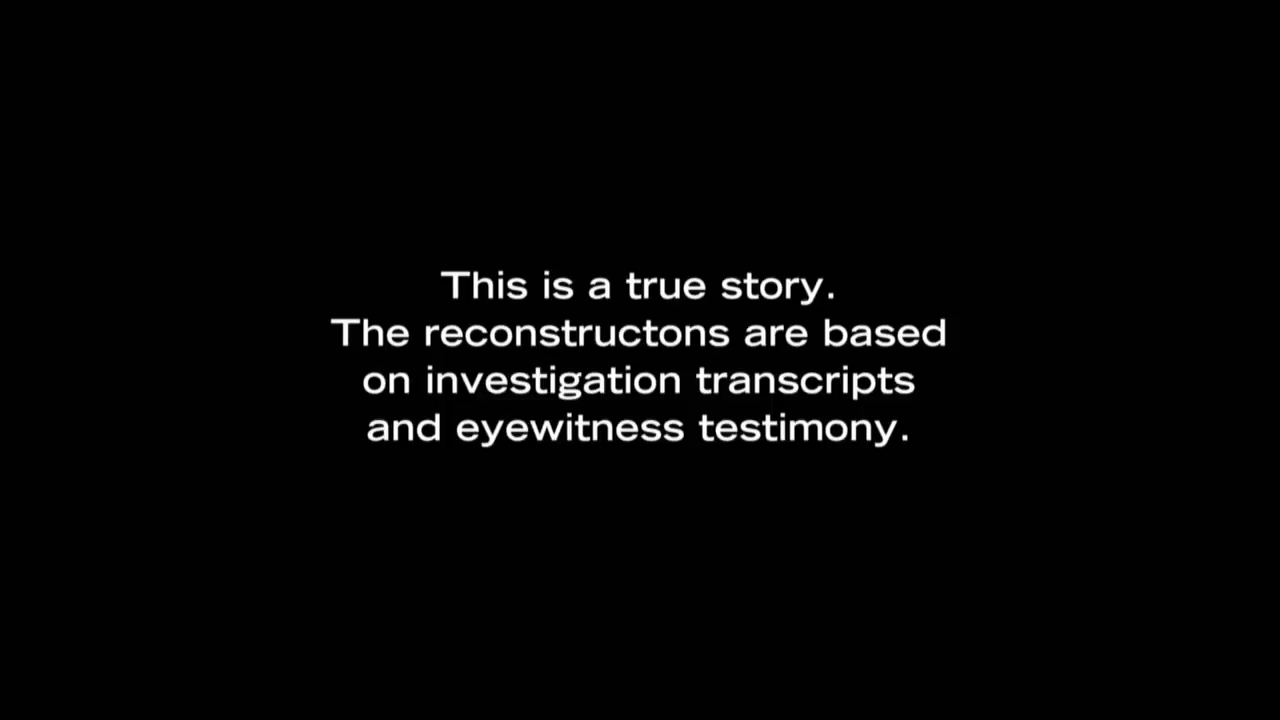 This is a true story.
The reconstructons are based
on investigation transcripts
and eyewitness testimony.